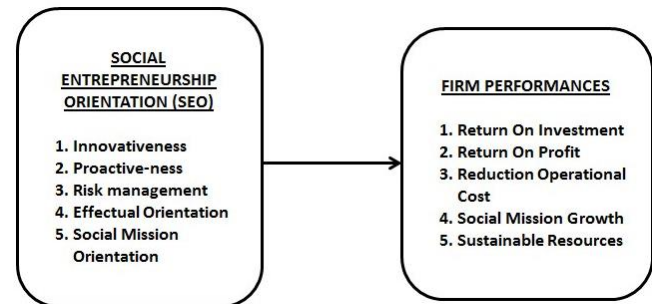 SOCIAL
ENTREPRENEURSHIP
ORIENTATION (SEO)
1. Innovativeness
2. Proactive-ness
3. Risk management
4. Effectual Orientation
5. Social Mission
Orientation
FIRM PERFORMANCES
1. Return On Investment
2. Return On Profit
3. Reduction Operational
Cost
4. Social Mission Growth
5. Sustainable Resources